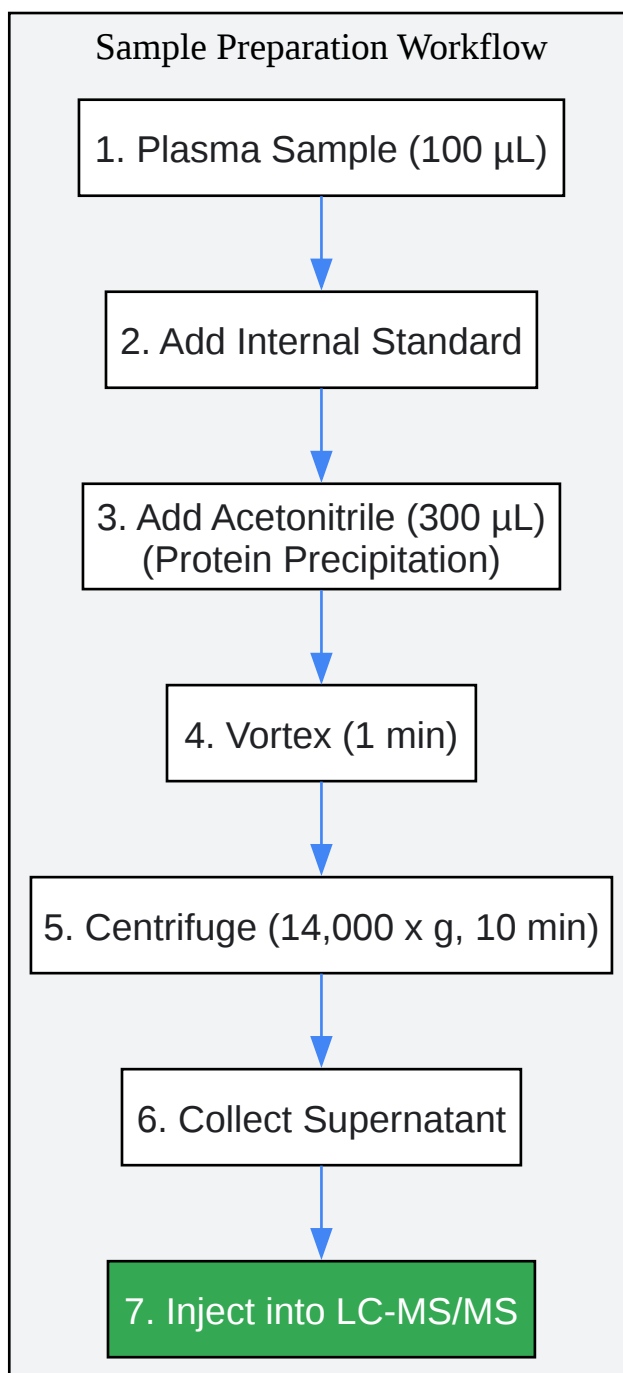 Sample Preparation Workflow
1. Plasma Sample (100 µL)
2. Add Internal Standard
3. Add Acetonitrile (300 µL)
(Protein Precipitation)
4. Vortex (1 min)
5. Centrifuge (14,000 x g, 10 min)
6. Collect Supernatant
7. Inject into LC-MS/MS